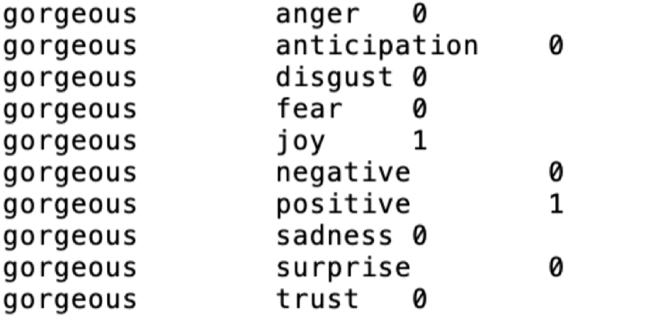 gorgeous anger 0
gorgeous anticipation 0
gorgeous disgust 0
gorgeous fear 0
gorgeous joy 1
gorgeous negative 0
gorgeous positive 1
gorgeous sadness 0
gorgeous surprise 0
gorgeous trust 0